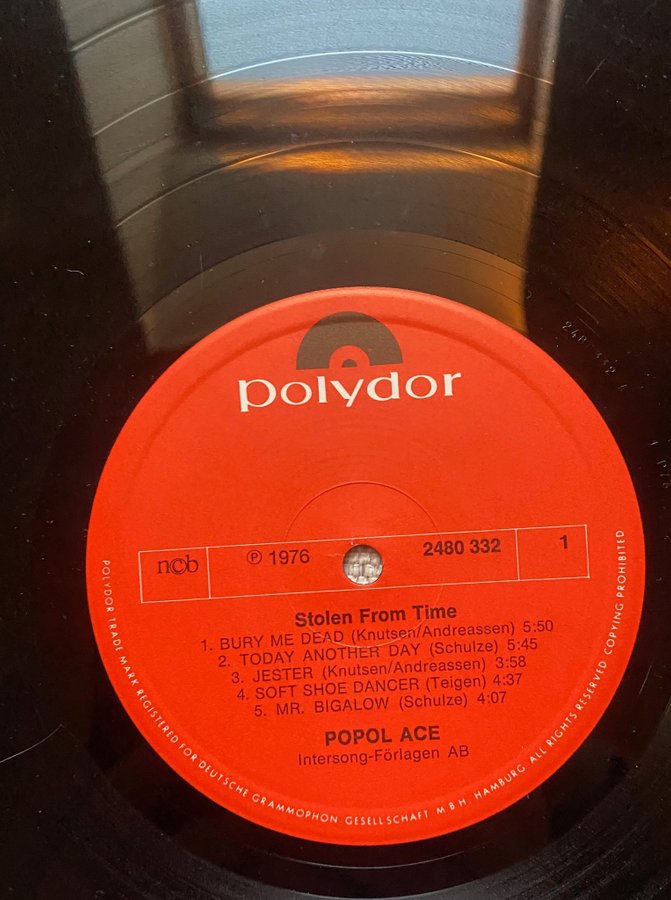 polydor
ncb
℗ 1976
2480 332
1
Stolen From Time
1. BURY ME DEAD (Knutsen/Andreassen) 5:50
2. TODAY ANOTHER DAY (Schulze) 5:45
3. JESTER (Knutsen/Andreassen) 3:58
4. SOFT SHOE DANCER (Teigen) 4:37
5. MR. BIGALOW (Schulze) 4:07
POPOL ACE
Intersong-Förlagen AB
POLYDOR TRADE MARK REGISTERED FOR DEUTSCHE GRAMMOPHON GESELLSCHAFT M B H HAMBURG ALL RIGHTS RESERVED COPYING PROHIBITED